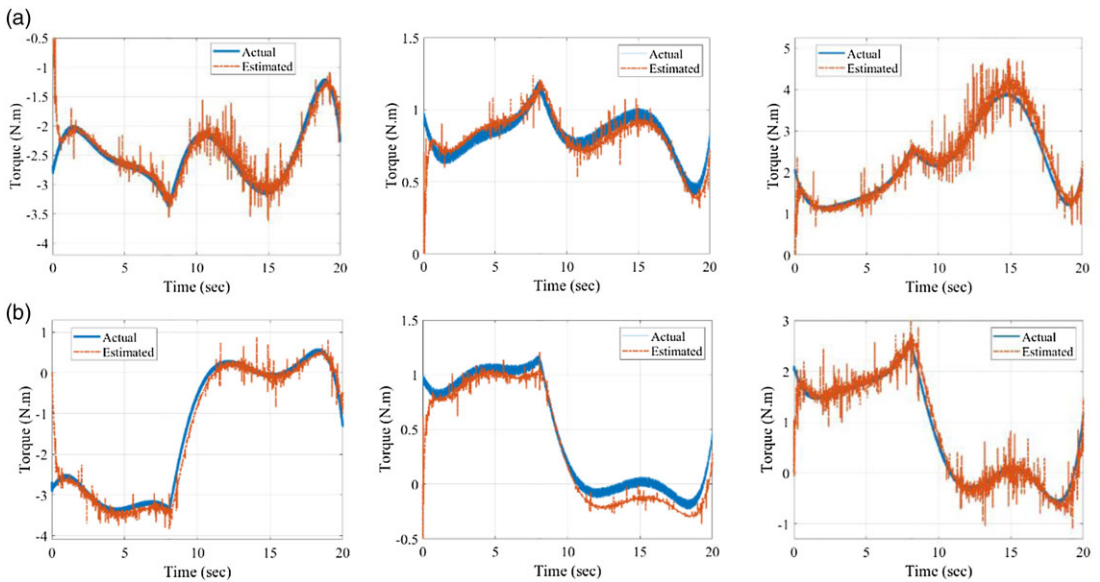 (a)
Actual
Estimated
Torque (N.m)
-0.5
-1
-1.5
-2
-2.5
-3
-3.5
-4
0 5 10 15 20
Time (sec)
Actual
Estimated
Torque (N.m)
1.5
1
0.5
0
0 5 10 15 20
Time (sec)
Actual
Estimated
Torque (N.m)
5
4
3
2
1
0
0 5 10 15 20
Time (sec)
(b)
Actual
Estimated
Torque (N.m)
1
0
-1
-2
-3
-4
0 5 10 15 20
Time (sec)
Actual
Estimated
Torque (N.m)
1.5
1
0.5
0
-0.5
0 5 10 15 20
Time (sec)
Actual
Estimated
Torque (N.m)
3
2
1
0
-1
0 5 10 15 20
Time (sec)